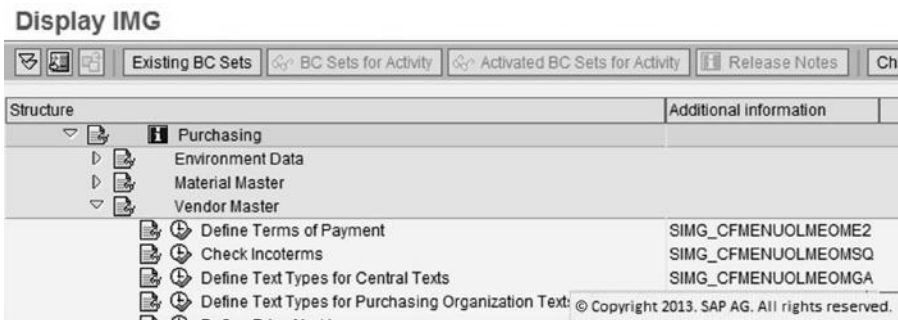 Display IMG
Existing BC Sets BC Sets for Activity Activated BC Sets for Activity Release Notes Ch
Structure Additional information
Purchasing
Environment Data
Material Master
Vendor Master
Define Terms of Payment SIMG_CFMENUOLMEOME2
Check Incoterms SIMG_CFMENUOLMEOMSQ
Define Text Types for Central Texts SIMG_CFMENUOLMEOMGA
Define Text Types for Purchasing Organization Text
© Copyright 2013. SAP AG. All rights reserved.